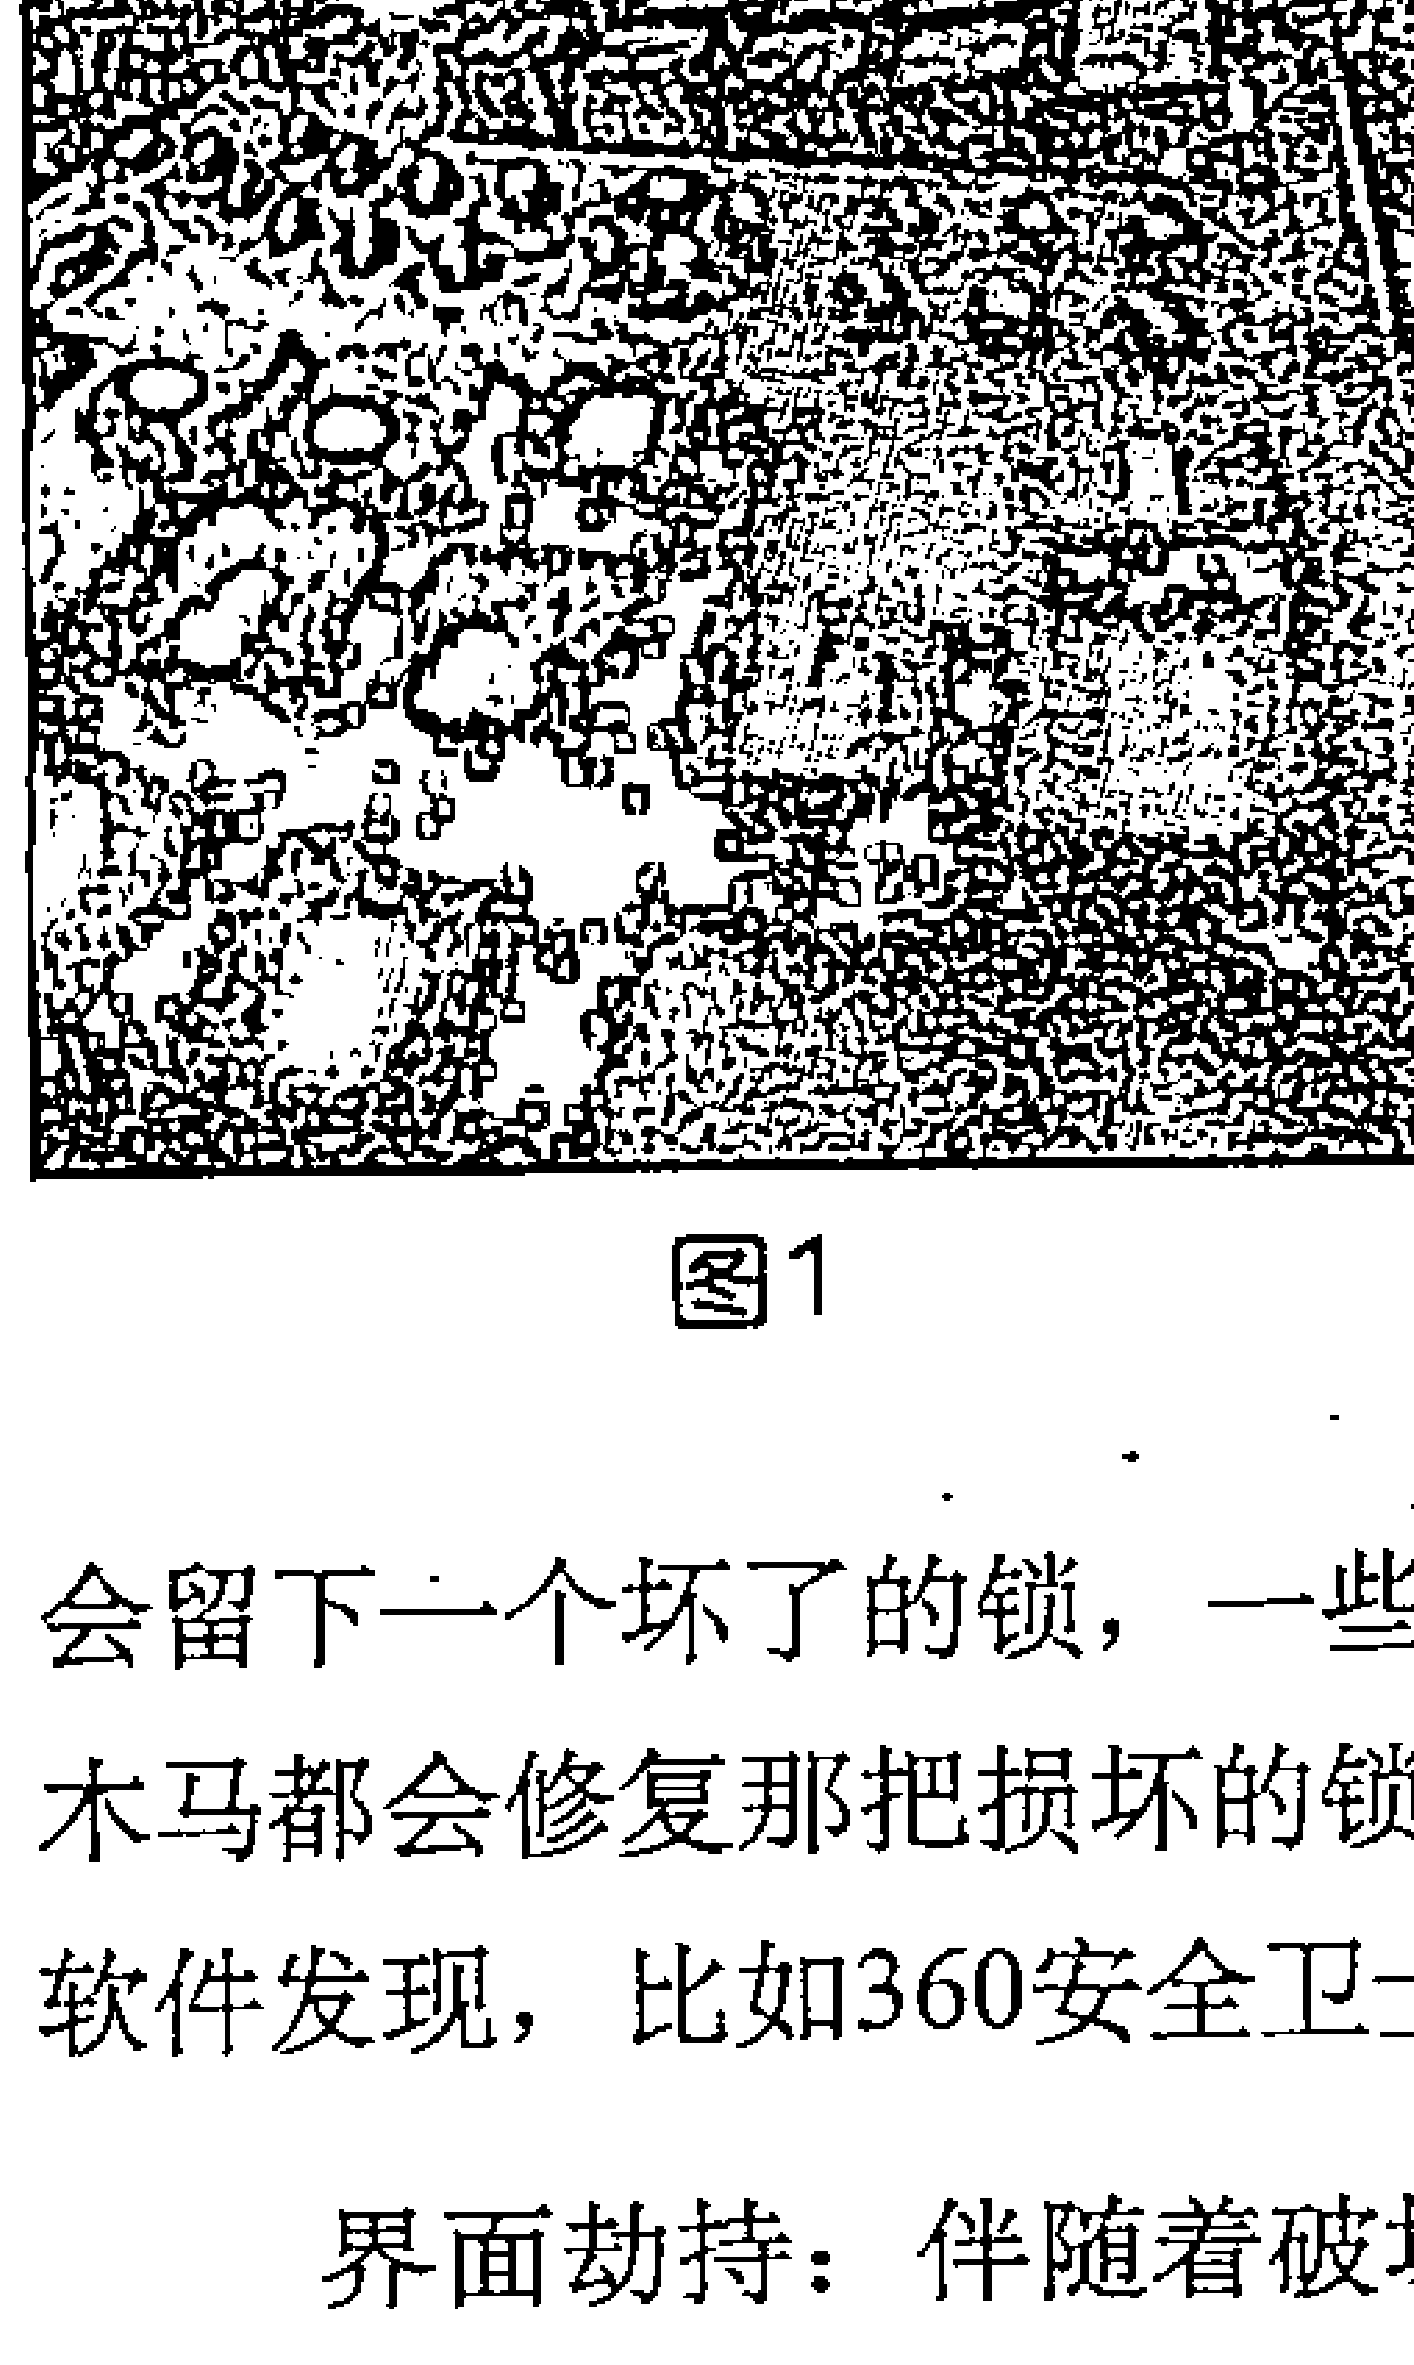 图1
会留下一个坏了的锁，一些
木马都会修复那把损坏的锁
软件发现，比如360安全卫
界面劫持：伴随着破